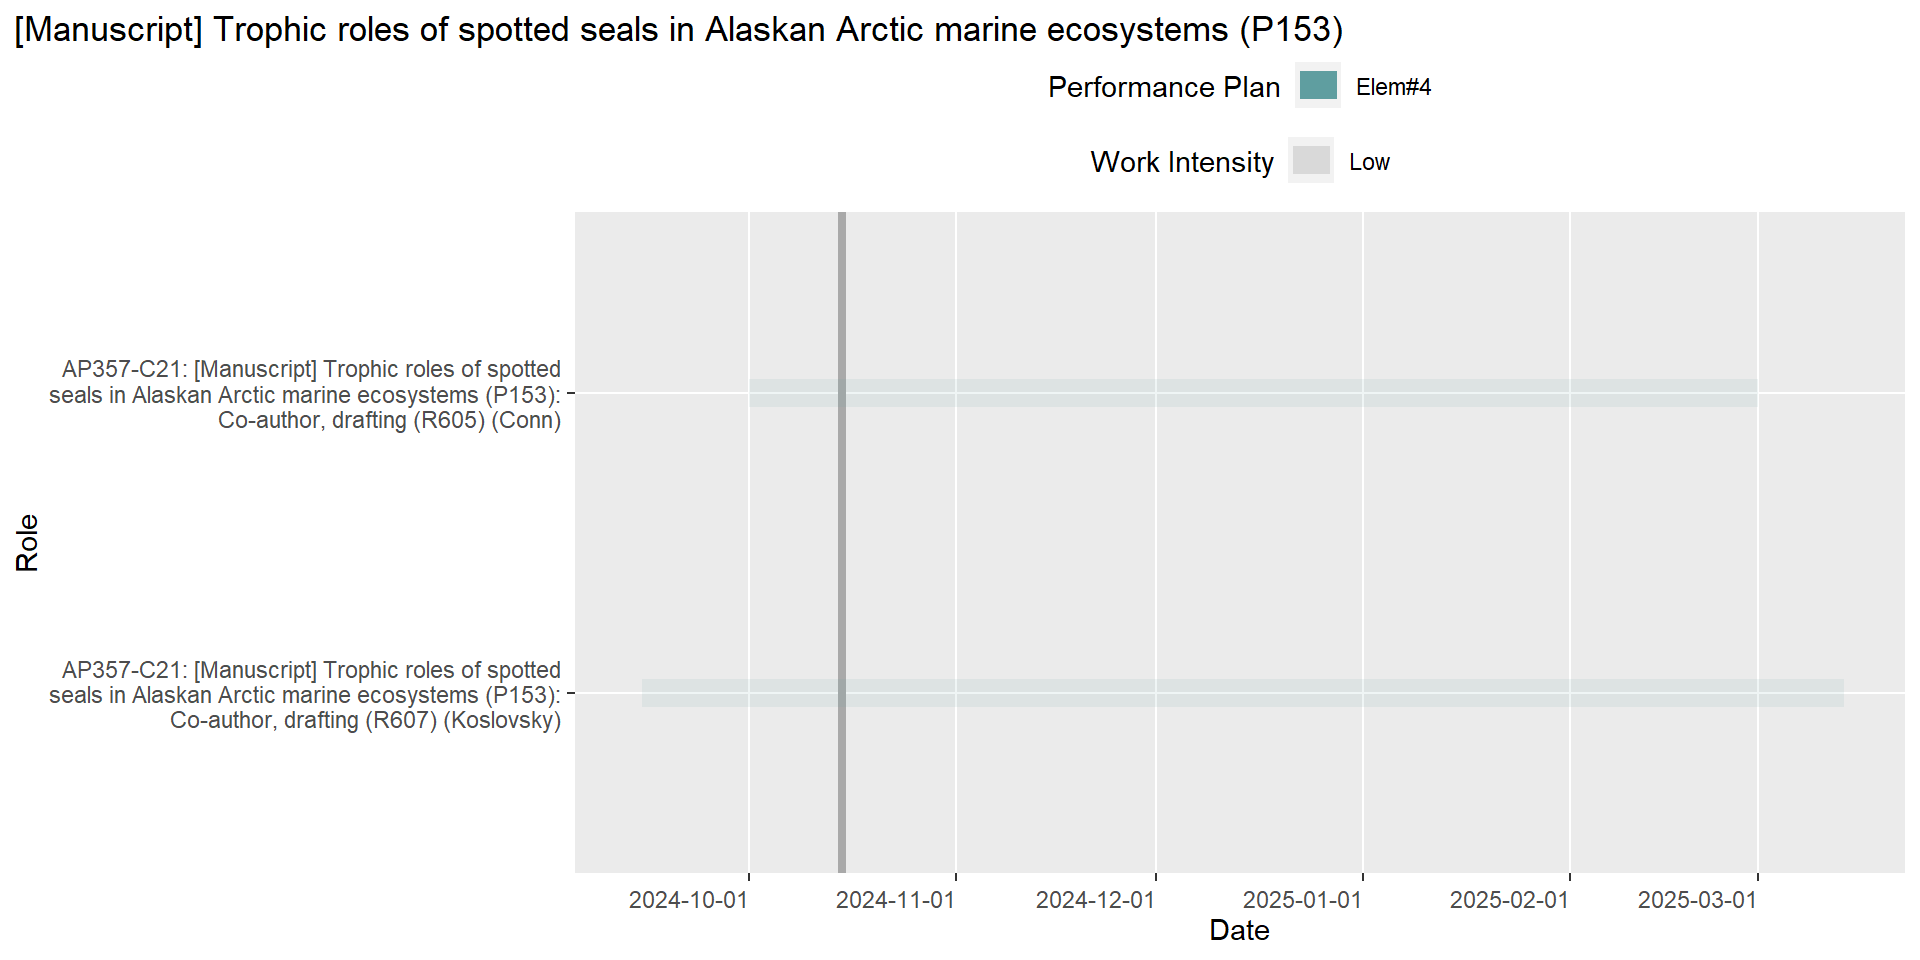 [Manuscript] Trophic roles of spotted seals in Alaskan Arctic marine ecosystems (P153)
Performance Plan
Elem#4
Work Intensity
Low
AP357-C21: [Manuscript] Trophic roles of spotted
seals in Alaskan Arctic marine ecosystems (P153):
Co-author, drafting (R605) (Conn)
Role
AP357-C21: [Manuscript] Trophic roles of spotted
seals in Alaskan Arctic marine ecosystems (P153):
Co-author, drafting (R607) (Koslovsky)
2024-10-01
2024-11-01
2024-12-01
2025-01-01
2025-02-01
2025-03-01
Date